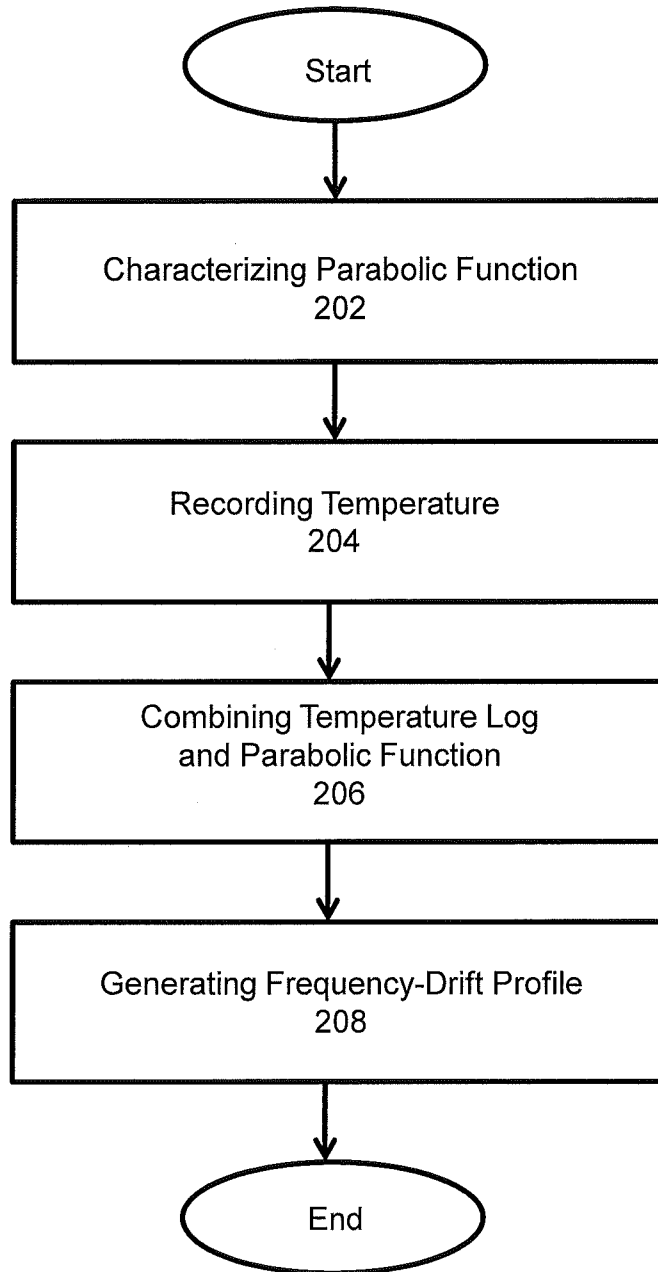 Start
Characterizing Parabolic Function
202
Recording Temperature
204
Combining Temperature Log
and Parabolic Function
206
Generating Frequency-Drift Profile
208
End